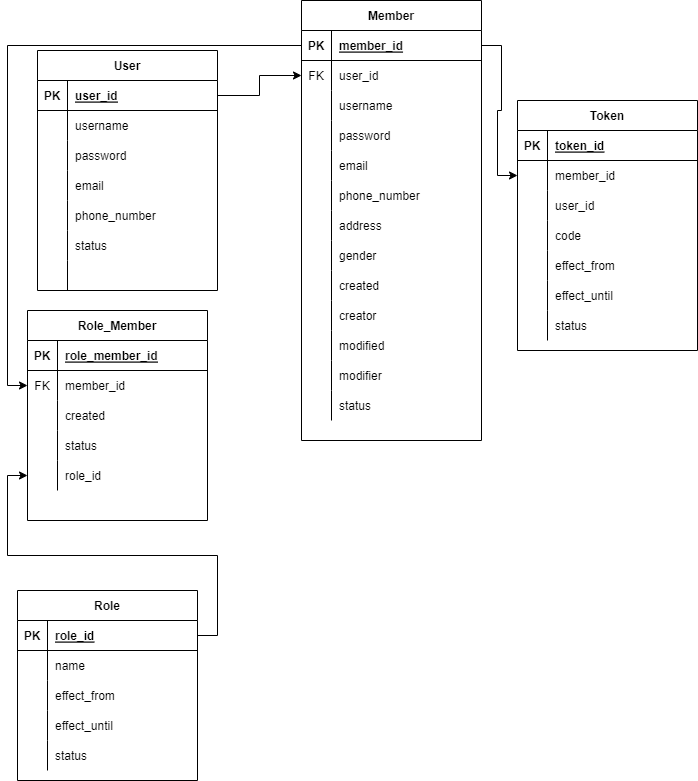 Member
PK member_id
FK user_id
username
password
email
phone_number
address
gender
created
creator
modified
modifier
status
User
PK user_id
username
password
email
phone_number
status
Token
PK token_id
member_id
user_id
code
effect_from
effect_until
status
Role_Member
PK role_member_id
FK member_id
created
status
role_id
Role
PK role_id
name
effect_from
effect_until
status